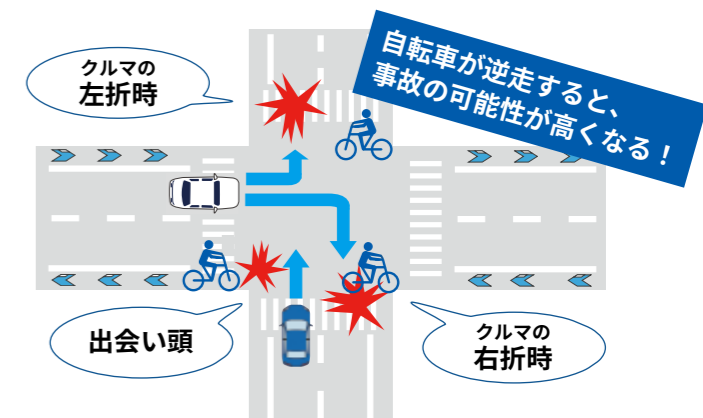 自転車が逆走すると、
事故の可能性が高くなる！
クルマの
左折時
出会い頭
クルマの
右折時